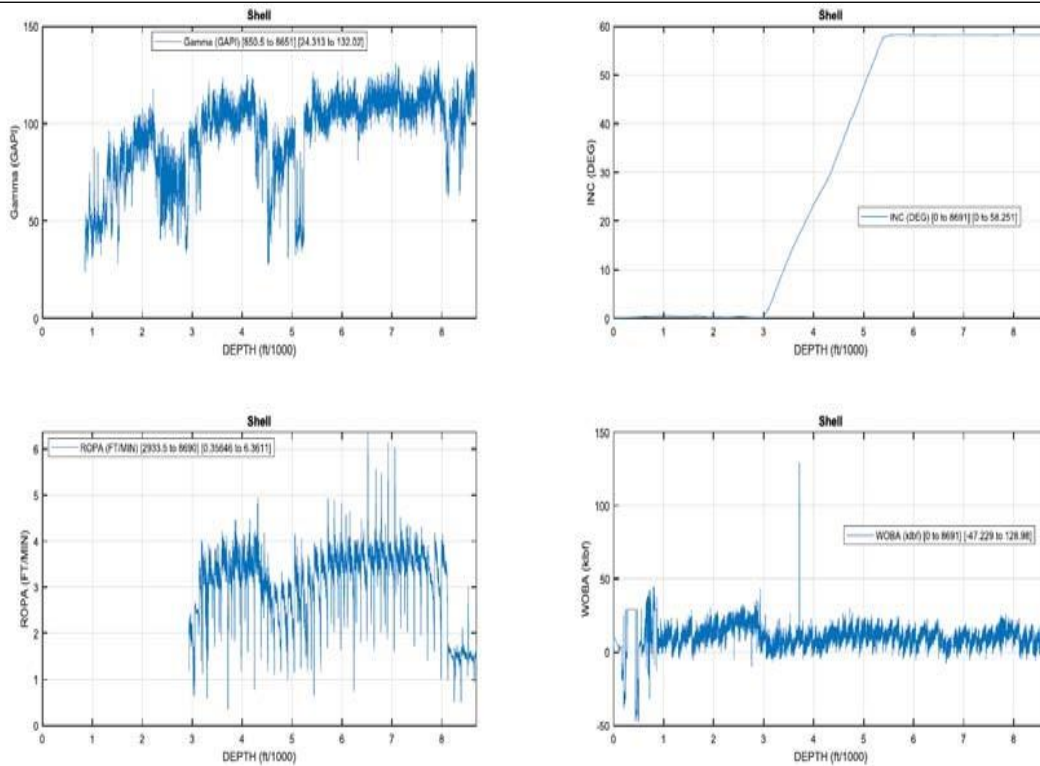 Shell
150
100
50
0
Gamma (GAPI)
Gamma (GAPI) [850.5 to 8651] [24.313 to 132.02]
0 1 2 3 4 5 6 7 8
DEPTH (ft/1000)
Shell
60
50
40
30
20
10
0
INC (DEG)
INC (DEG) [0 to 8691] [0 to 58.251]
0 1 2 3 4 5 6 7 8
DEPTH (ft/1000)
Shell
6
5
4
3
2
1
0
ROPA (FT/MIN)
ROPA (FT/MIN) [2933.5 to 8690] [0.35646 to 6.3611]
0 1 2 3 4 5 6 7 8
DEPTH (ft/1000)
Shell
150
100
50
0
-50
WOBA (klbf)
WOBA (klbf) [0 to 8691] [-47.229 to 128.98]
0 1 2 3 4 5 6 7 8
DEPTH (ft/1000)